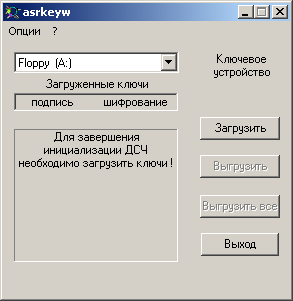 asrkeyw
Опции ?
Floppy (A:)
Ключевое
устройство
Загруженные ключи
подпись шифрование
Загрузить
Для завершения
инициализации ДСЧ
необходимо загрузить ключи !
Выгрузить
Выгрузить все
Выход